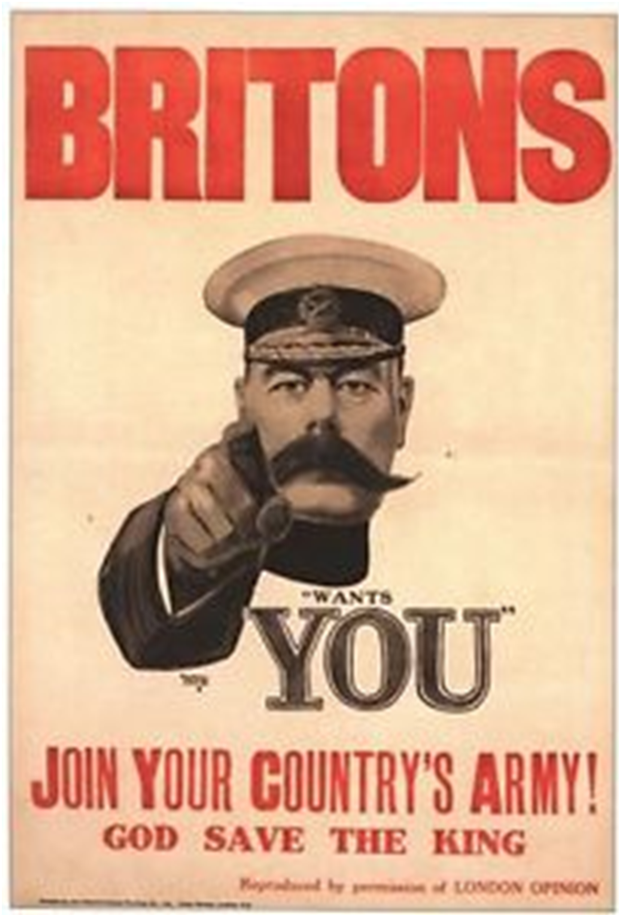 BRITONS
"WANTS
YOU"
JOIN YOUR COUNTRY'S ARMY!
GOD SAVE THE KING
Reproduced by permission of LONDON OPINION